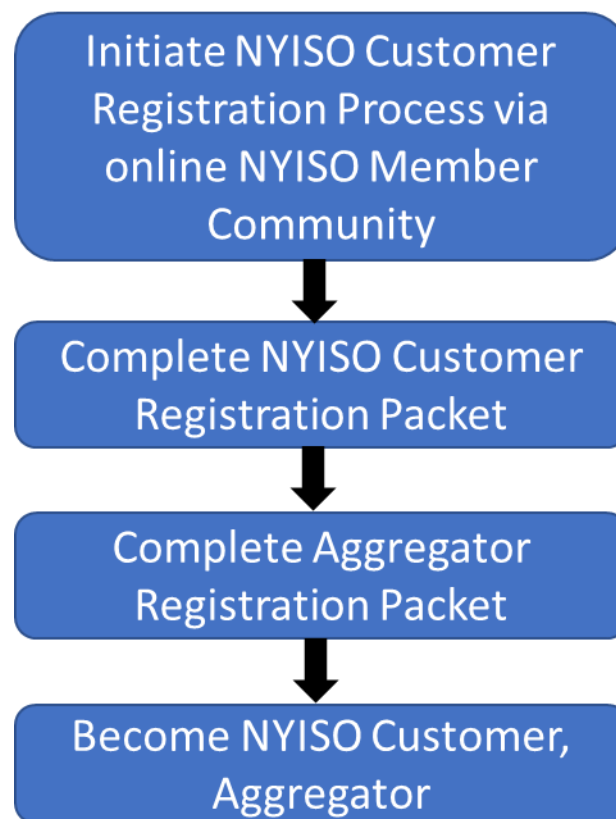 Initiate NYISO Customer
Registration Process via
online NYISO Member
Community
Complete NYISO Customer
Registration Packet
Complete Aggregator
Registration Packet
Become NYISO Customer,
Aggregator